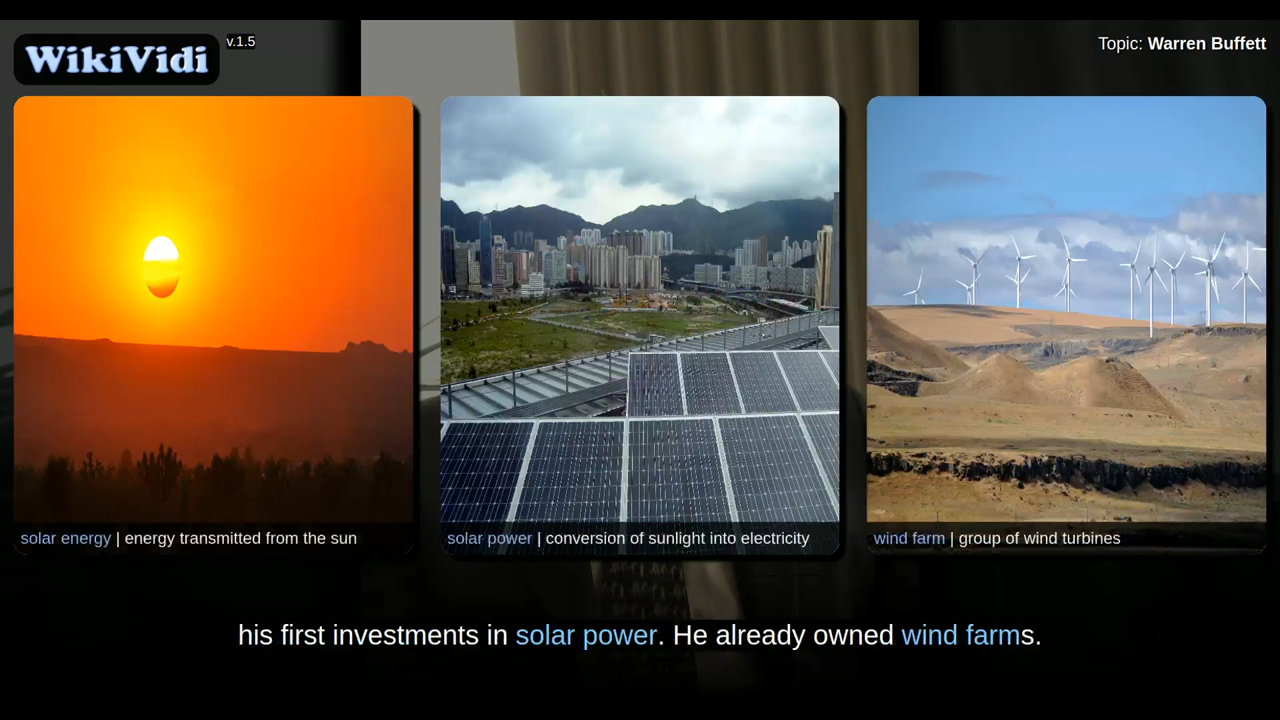 WikiVidi
v.1.5
Topic: Warren Buffett
solar energy | energy transmitted from the sun
solar power | conversion of sunlight into electricity
wind farm | group of wind turbines
his first investments in solar power. He already owned wind farms.